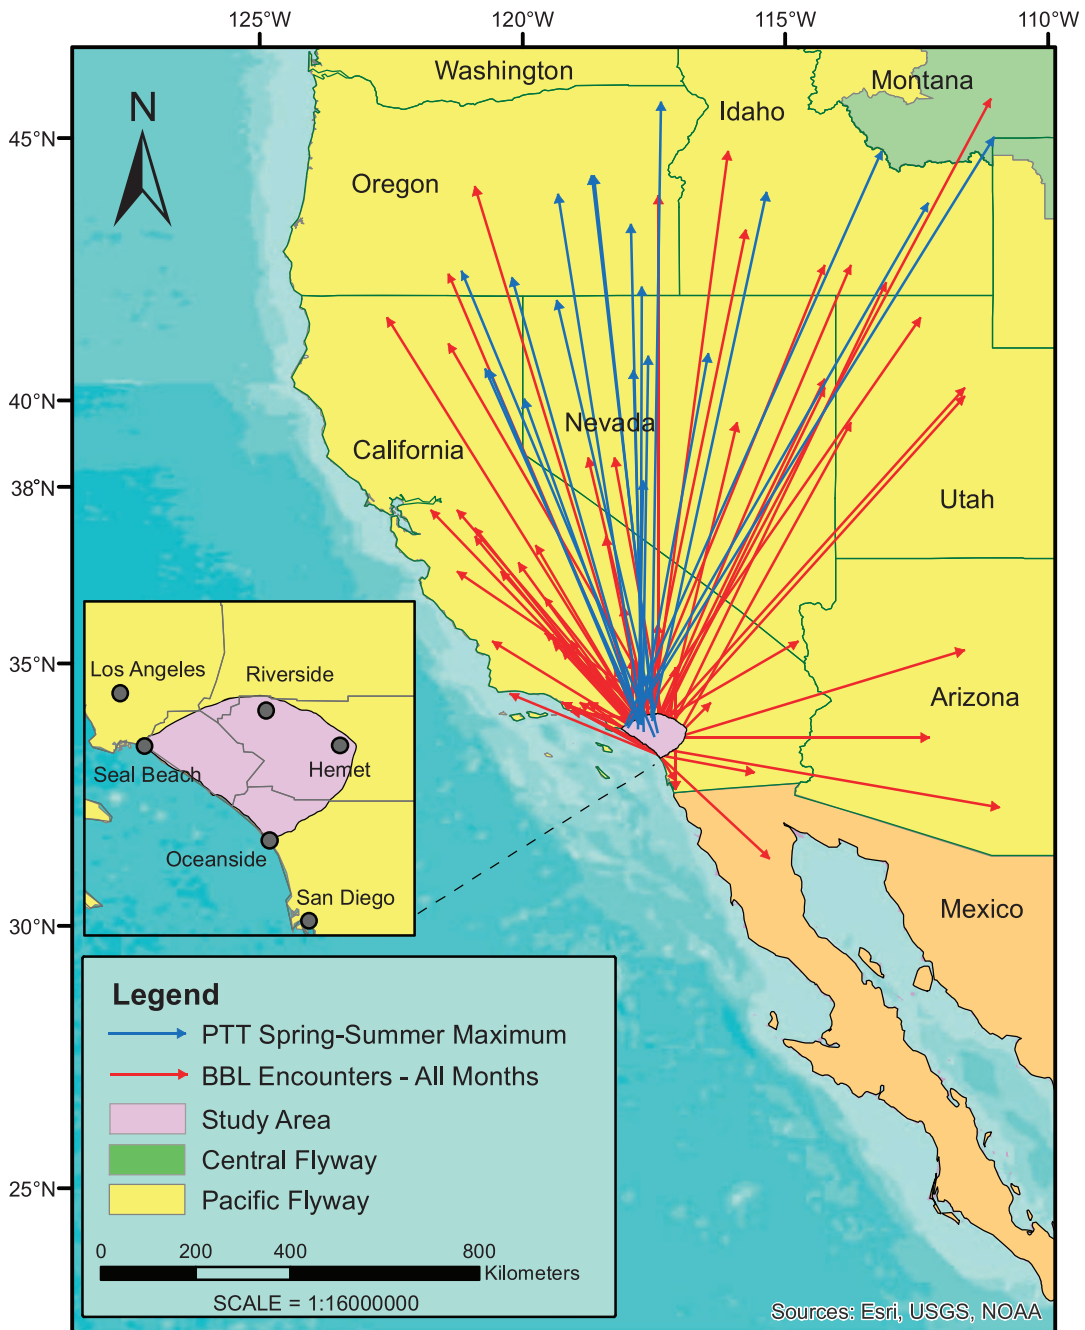 125°W 120°W 115°W 110°W
Washington
Montana
N
Idaho
45°N
Oregon
40°N
Nevada
California
38°N
Utah
35°N
Los Angeles
Riverside
Arizona
Seal Beach
Hemet
Oceanside
San Diego
Mexico
30°N
Legend
PTT Spring-Summer Maximum
BBL Encounters - All Months
Study Area
Central Flyway
25°N
Pacific Flyway
0 200 400 800
Kilometers
SCALE = 1:16000000
Sources: Esri, USGS, NOAA